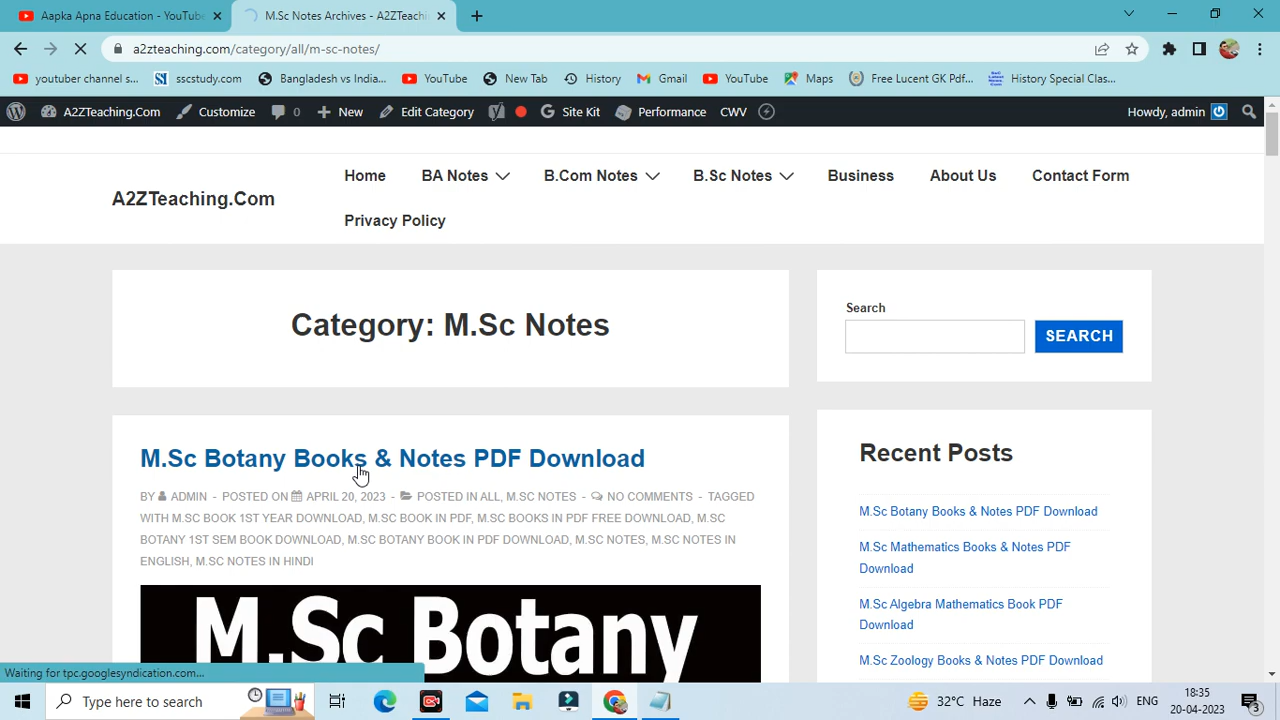 Aapka Apna Education - YouTube
M.Sc Notes Archives - A2ZTeachi
a2zteaching.com/category/all/m-sc-notes/
youtuber channel s...
sscstudy.com
Bangladesh vs India...
YouTube
New Tab
History
Gmail
YouTube
Maps
Free Lucent GK Pdf...
History Special Clas...
A2ZTeaching.Com
Customize
0
New
Edit Category
Site Kit
Performance
CWV
Howdy, admin
A2ZTeaching.Com
Home
BA Notes
B.Com Notes
B.Sc Notes
Business
About Us
Contact Form
Privacy Policy
Category: M.Sc Notes
Search
SEARCH
M.Sc Botany Books & Notes PDF Download
BY ADMIN - POSTED ON APRIL 20, 2023 - POSTED IN ALL, M.SC NOTES - NO COMMENTS - TAGGED
WITH M.SC BOOK 1ST YEAR DOWNLOAD, M.SC BOOK IN PDF, M.SC BOOKS IN PDF FREE DOWNLOAD, M.SC
BOTANY 1ST SEM BOOK DOWNLOAD, M.SC BOTANY BOOK IN PDF DOWNLOAD, M.SC NOTES, M.SC NOTES IN
ENGLISH, M.SC NOTES IN HINDI
M.Sc Botany
Recent Posts
M.Sc Botany Books & Notes PDF Download
M.Sc Mathematics Books & Notes PDF
Download
M.Sc Algebra Mathematics Book PDF
Download
M.Sc Zoology Books & Notes PDF Download
Waiting for tpc.googlesyndication.com...
Type here to search
32°C Haze
ENG
18:35
20-04-2023
3